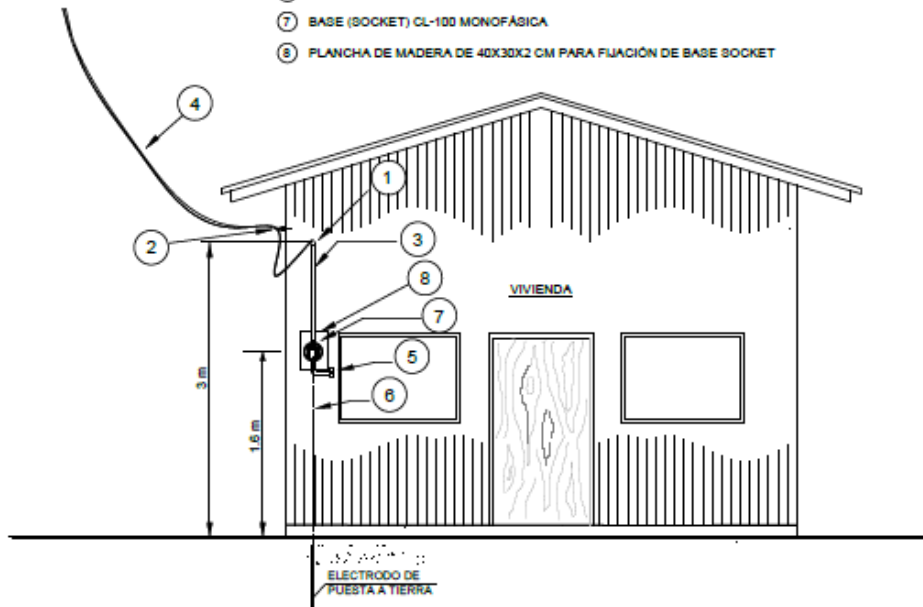 ⑦ BASE (SOCKET) CL-100 MONOFÁSICA
⑧ PLANCHA DE MADERA DE 40X30X2 CM PARA FIJACIÓN DE BASE SOCKET
4
1
2
3
8
VIVIENDA
7
5
3 m
6
1.6 m
ELECTRODO DE
PUESTA A TIERRA